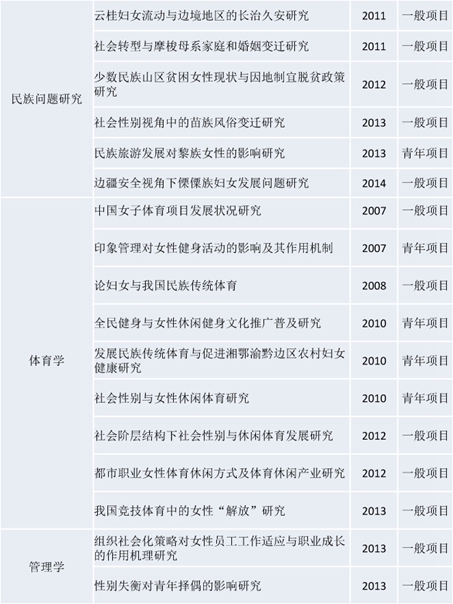 云桂妇女流动与边境地区的长治久安研究 2011 一般项目
社会转型与摩梭母系家庭和婚姻变迁研究 2011 一般项目
少数民族山区贫困女性现状与因地制宜脱贫政策
研究 2012 一般项目
民族问题研究
社会性别视角中的苗族风俗变迁研究 2013 一般项目
民族旅游发展对黎族女性的影响研究 2013 青年项目
边疆安全视角下傈僳族妇女发展问题研究 2014 一般项目
中国女子体育项目发展状况研究 2007 一般项目
印象管理对女性健身活动的影响及其作用机制 2007 青年项目
论妇女与我国民族传统体育 2008 一般项目
全民健身与女性休闲健身文化推广普及研究 2010 青年项目
体育学
发展民族传统体育与促进湘鄂渝黔边区农村妇女
健康研究 2010 青年项目
社会性别与女性休闲体育研究 2010 青年项目
社会阶层结构下社会性别与休闲体育发展研究 2012 一般项目
都市职业女性体育休闲方式及体育休闲产业研究 2012 一般项目
我国竞技体育中的女性“解放”研究 2013 一般项目
管理学
组织社会化策略对女性员工工作适应与职业成长
的作用机理研究 2013 一般项目
性别失衡对青年择偶的影响研究 2013 一般项目